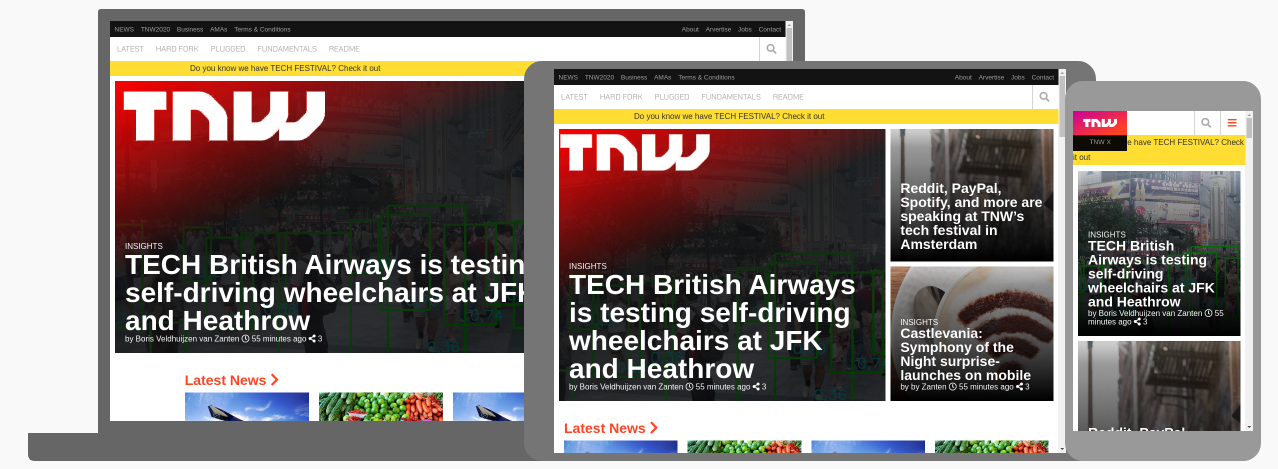 NEWS TNW2020 Business AMAs Terms & Conditions About Arvertise Jobs Contact
LATEST HARD FORK PLUGGED FUNDAMENTALS README
Do you know we have TECH FESTIVAL? Check it out
TNW
INSIGHTS
TECH British Airways is testin
self-driving wheelchairs at JFK
and Heathrow
by Boris Veldhuijzen van Zanten 55 minutes ago 3
Latest News
NEWS TNW2020 Business AMAs Terms & Conditions About Arvertise Jobs Contact
LATEST HARD FORK PLUGGED FUNDAMENTALS README
Do you know we have TECH FESTIVAL? Check it out
TNW
INSIGHTS
TECH British Airways
is testing self-driving
wheelchairs at JFK
and Heathrow
by Boris Veldhuijzen van Zanten 55 minutes ago 3
Reddit, PayPal,
Spotify, and more are
speaking at TNW's
tech festival in
Amsterdam
INSIGHTS
Castlevania:
Symphony of the
Night surprise-
launches on mobile
by by Zanten 55 minutes ago 3
Latest News
TNW
TNW X
e have TECH FESTIVAL? Check
it out
INSIGHTS
TECH British
Airways is testing
self-driving
wheelchairs at JFK
and Heathrow
by Boris Veldhuijzen van Zanten 55
minutes ago 3
Reddit, PayPal,